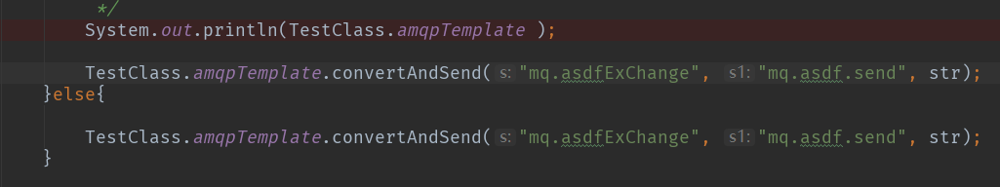 */
System.out.println(TestClass.amqpTemplate );
TestClass.amqpTemplate.convertAndSend( s: "mq.asdfExChange", s1: "mq.asdf.send", str);
}else{
TestClass.amqpTemplate.convertAndSend( s: "mq.asdfExChange", s1: "mq.asdf.send", str);
}